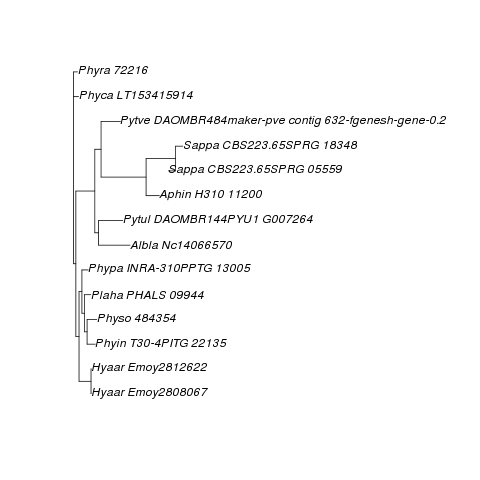 Phyra 72216
Phyca LT153415914
Pytve DAOMBR484maker-pve contig 632-fgenesh-gene-0.2
Sappa CBS223.65SPRG 18348
Sappa CBS223.65SPRG 05559
Aphin H310 11200
Pytul DAOMBR144PYU1 G007264
Albla Nc14066570
Phypa INRA-310PPTG 13005
Plaha PHALS 09944
Physo 484354
Phyin T30-4PITG 22135
Hyaar Emoy2812622
Hyaar Emoy2808067